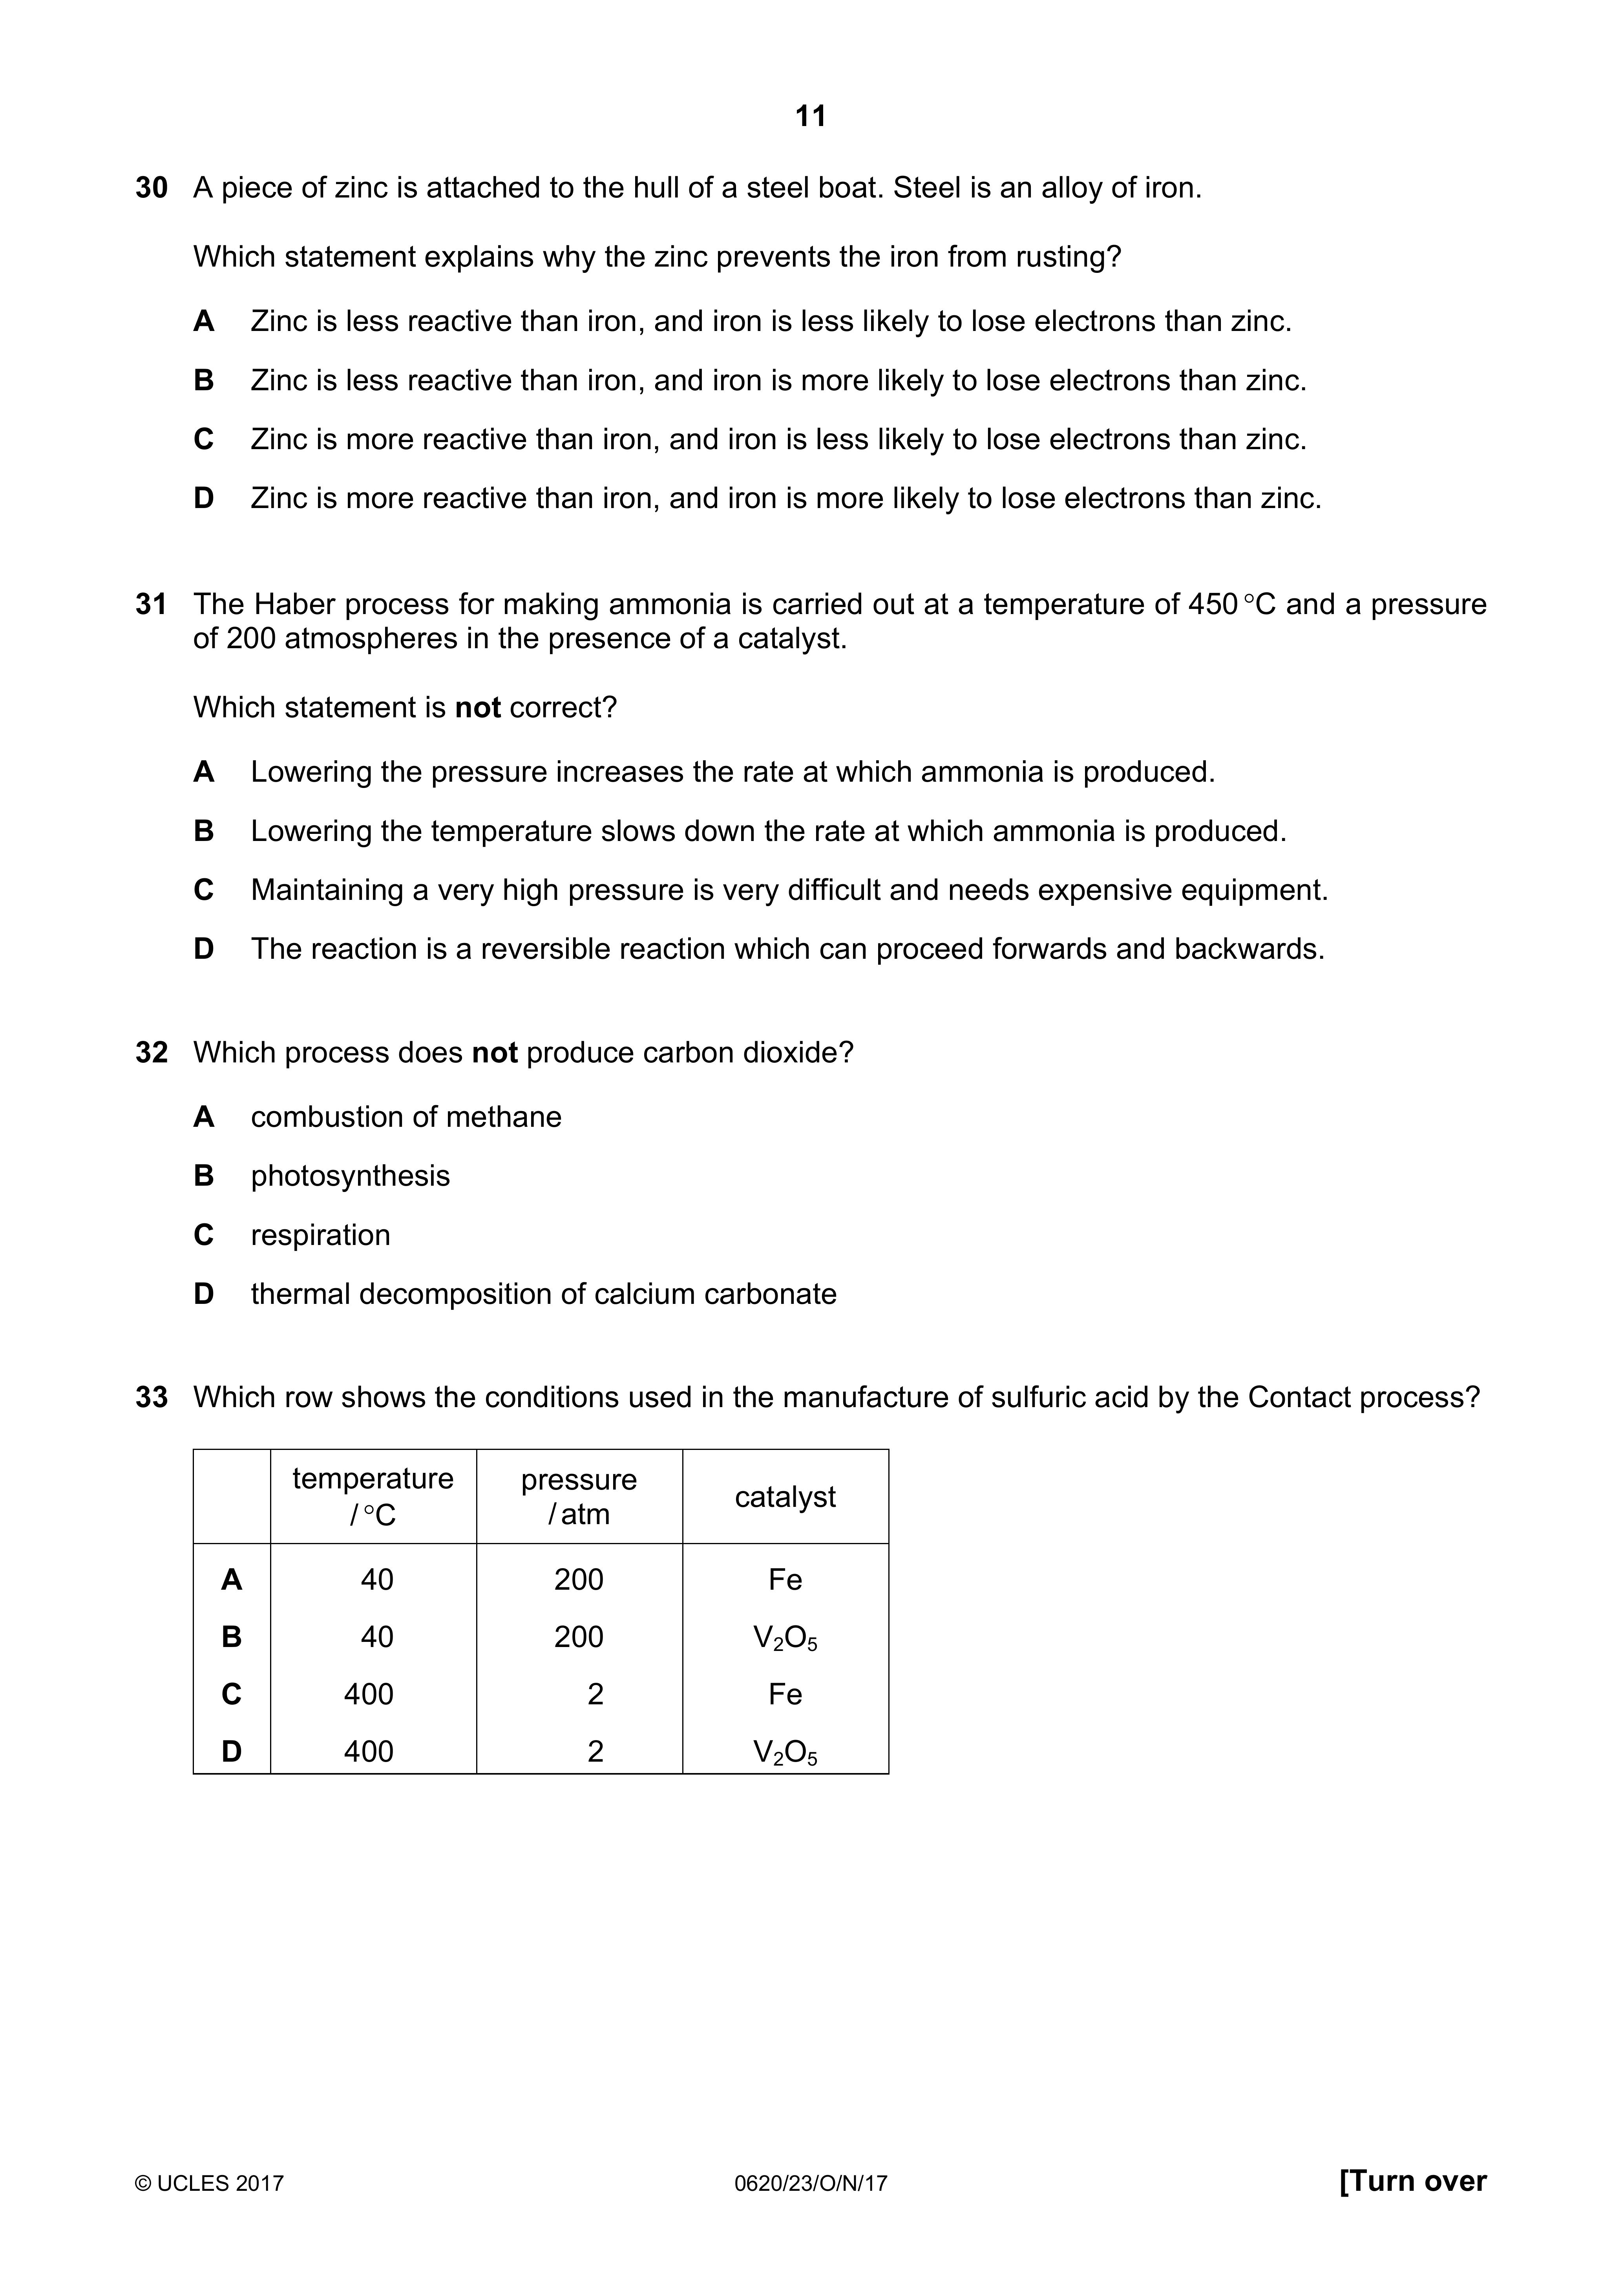 11
30 A piece of zinc is attached to the hull of a steel boat. Steel is an alloy of iron.
Which statement explains why the zinc prevents the iron from rusting?
A Zinc is less reactive than iron, and iron is less likely to lose electrons than zinc.
B Zinc is less reactive than iron, and iron is more likely to lose electrons than zinc.
C Zinc is more reactive than iron, and iron is less likely to lose electrons than zinc.
D Zinc is more reactive than iron, and iron is more likely to lose electrons than zinc.
31 The Haber process for making ammonia is carried out at a temperature of 450 °C and a pressure
of 200 atmospheres in the presence of a catalyst.
Which statement is not correct?
A Lowering the pressure increases the rate at which ammonia is produced.
B Lowering the temperature slows down the rate at which ammonia is produced.
C Maintaining a very high pressure is very difficult and needs expensive equipment.
D The reaction is a reversible reaction which can proceed forwards and backwards.
32 Which process does not produce carbon dioxide?
A combustion of methane
B photosynthesis
C respiration
D thermal decomposition of calcium carbonate
33 Which row shows the conditions used in the manufacture of sulfuric acid by the Contact process?
temperature pressure catalyst
/ °C / atm
A 40 200 Fe
B 40 200 V₂O₅
C 400 2 Fe
D 400 2 V₂O₅
© UCLES 2017 0620/23/O/N/17 [Turn over